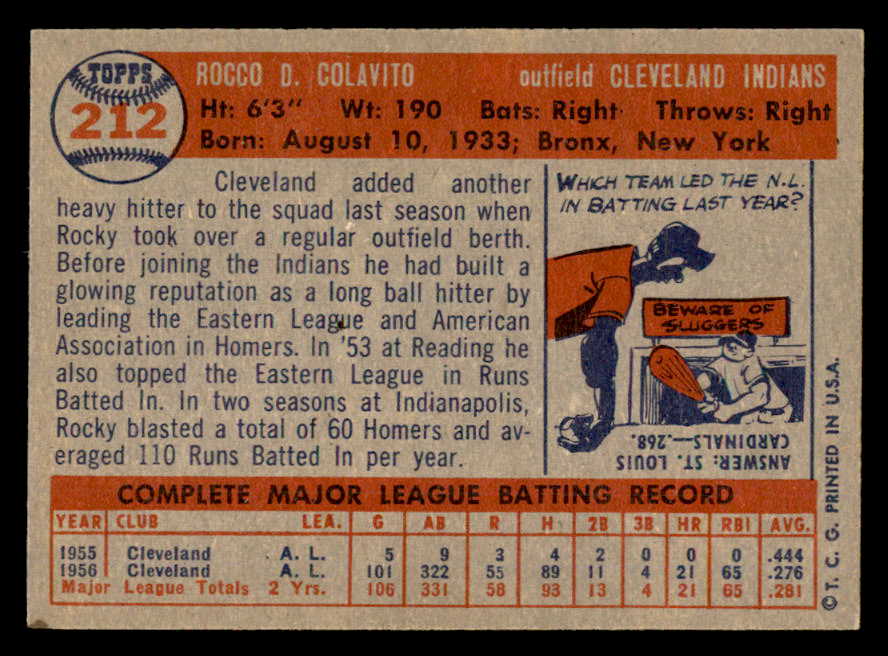 TOPPS
212
ROCCO D. COLAVITO outfield CLEVELAND INDIANS
Ht: 6'3" Wt: 190 Bats: Right Throws: Right
Born: August 10, 1933; Bronx, New York
Cleveland added another
heavy hitter to the squad last season when
Rocky took over a regular outfield berth.
Before joining the Indians he had built a
glowing reputation as a long ball hitter by
leading the Eastern League and American
Association in Homers. In '53 at Reading he
also topped the Eastern League in Runs
Batted In. In two seasons at Indianapolis,
Rocky blasted a total of 60 Homers and av-
eraged 110 Runs Batted In per year.
WHICH TEAM LED THE N.L.
IN BATTING LAST YEAR?
BEWARE OF
SLUGGERS
ANSWER: ST. LOUIS
CARDINALS--.268.
COMPLETE MAJOR LEAGUE BATTING RECORD
YEAR CLUB LEA. G AB R H 2B 3B HR RBI AVG.
1955 Cleveland A. L. 5 9 3 4 2 0 0 0 .444
1956 Cleveland A. L. 101 322 55 89 11 4 21 65 .276
Major League Totals 2 Yrs. 106 331 58 93 13 4 21 65 .281
© T. C. G. PRINTED IN U.S.A.